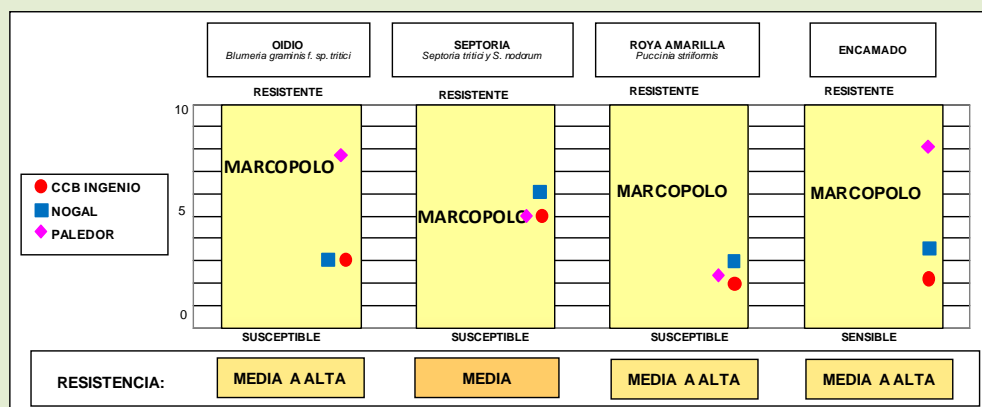 OIDIO
Blumeria graminis f. sp. tritici
SEPTORIA
Septoria tritici y S. nodorum
ROYA AMARILLA
Puccinia striiformis
ENCAMADO
RESISTENTE
RESISTENTE
RESISTENTE
RESISTENTE
10
5
0
CCB INGENIO
NOGAL
PALEDOR
MARCOPOLO
MARCOPOLO
MARCOPOLO
MARCOPOLO
SUSCEPTIBLE
SUSCEPTIBLE
SUSCEPTIBLE
SENSIBLE
RESISTENCIA:
MEDIA A ALTA
MEDIA
MEDIA A ALTA
MEDIA A ALTA